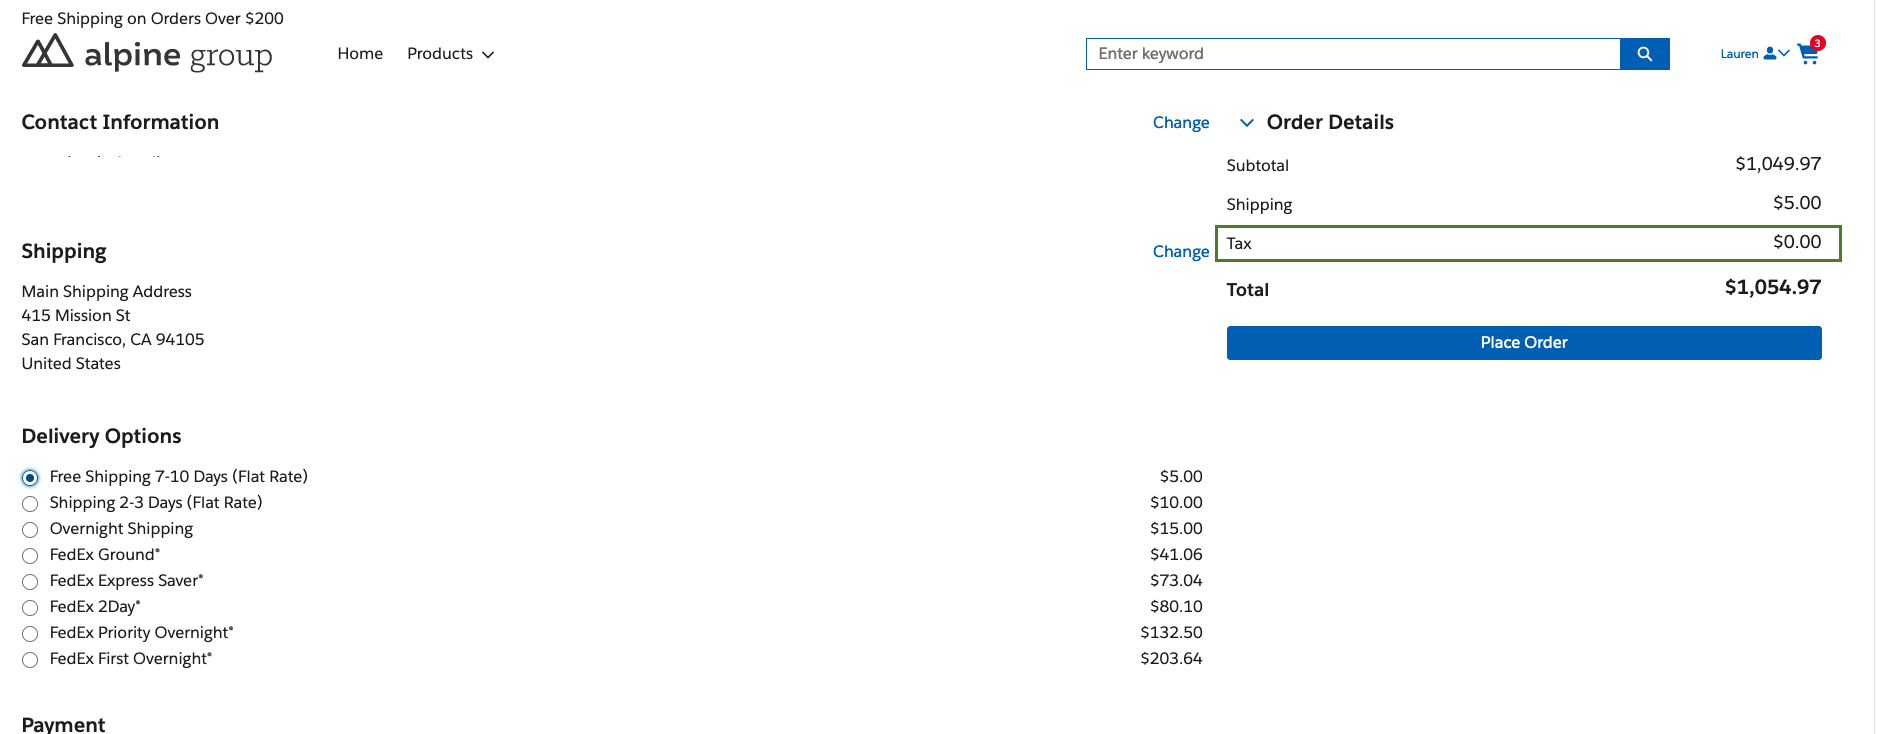 Free Shipping on Orders Over $200
alpine group
Home Products
Enter keyword
Lauren
3
Contact Information
Change
Shipping
Change
Main Shipping Address
415 Mission St
San Francisco, CA 94105
United States
Delivery Options
Free Shipping 7-10 Days (Flat Rate) $5.00
Shipping 2-3 Days (Flat Rate) $10.00
Overnight Shipping $15.00
FedEx Ground® $41.06
FedEx Express Saver® $73.04
FedEx 2Day® $80.10
FedEx Priority Overnight® $132.50
FedEx First Overnight® $203.64
Payment
Order Details
Subtotal $1,049.97
Shipping $5.00
Tax $0.00
Total $1,054.97
Place Order